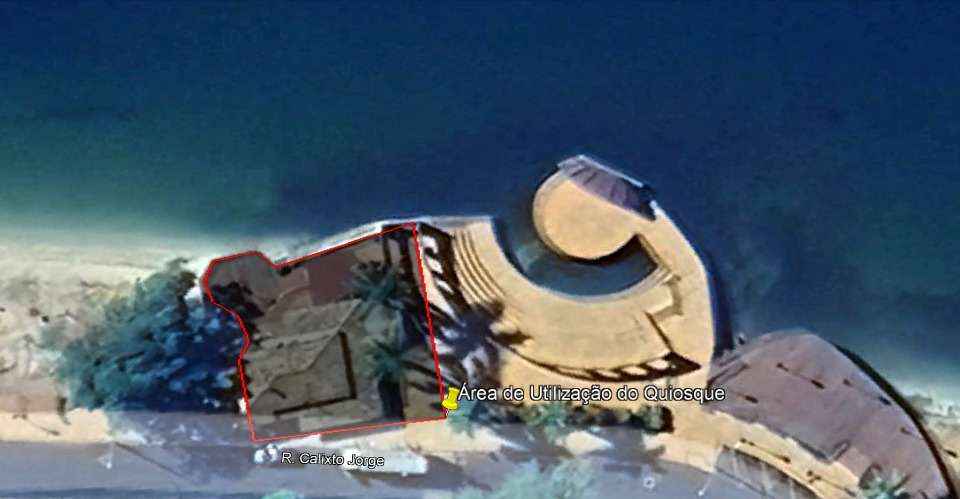 Área de Utilização do Quiosque
R. Calixto Jorge